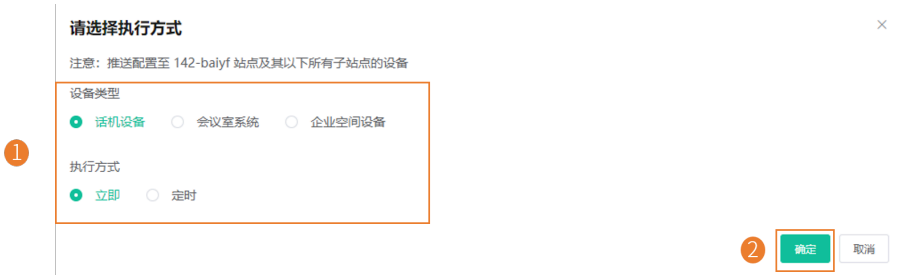 请选择执行方式
注意：推送配置至 142-baiyf 站点及其以下所有子站点的设备
设备类型
话机设备 会议室系统 企业空间设备
1
执行方式
立即 定时
2 确定 取消